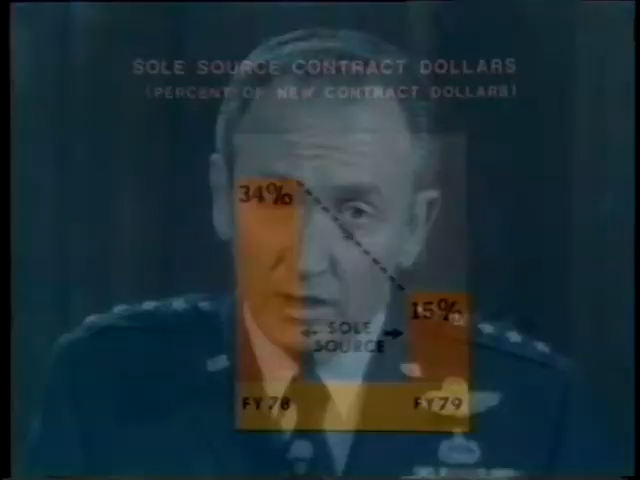 SOLE SOURCE CONTRACT DOLLARS
(PERCENT OF NEW CONTRACT DOLLARS)
34%
15%
SOLE
SOURCE
FY78 FY79